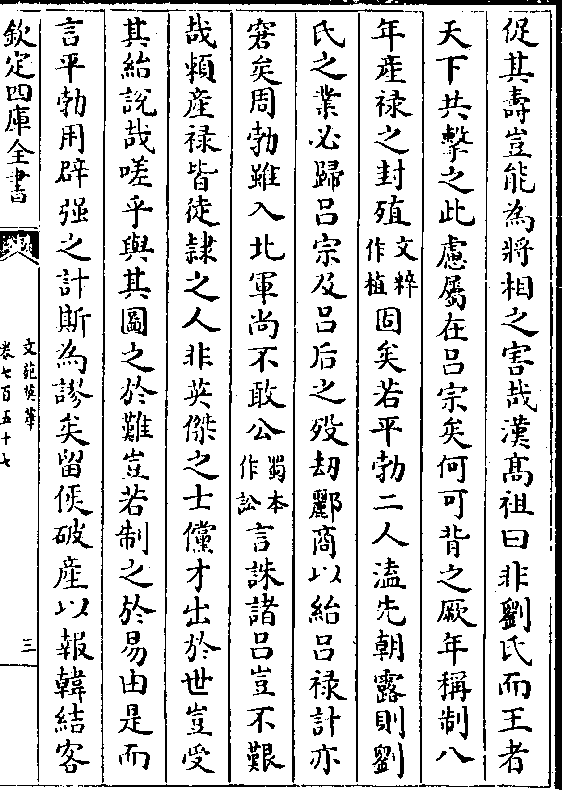 促其壽豈能為將相之害哉漢髙祖曰非劉氏而王者
天下共擊之此慮屬在吕宗矣何可背之厥年稱制八
年産禄之封殖文粹作植固矣若平勃二人溘先朝露則劉
氏之業必歸吕宗及吕后之殁劫酈商以紿吕禄計亦
窘矣周勃雖入北軍尚不敢公蜀本作訟言誅諸吕豈不艱
哉賴産禄皆徒隷之人非英傑之士儻才出於世豈受
其紿說哉嗟乎與其圖之於難豈若制之於易由是而
言平勃用辟强之計斯為謬矣留侯破産以報韓結客
欽定四庫全書
文苑英華
卷七百五十七
三